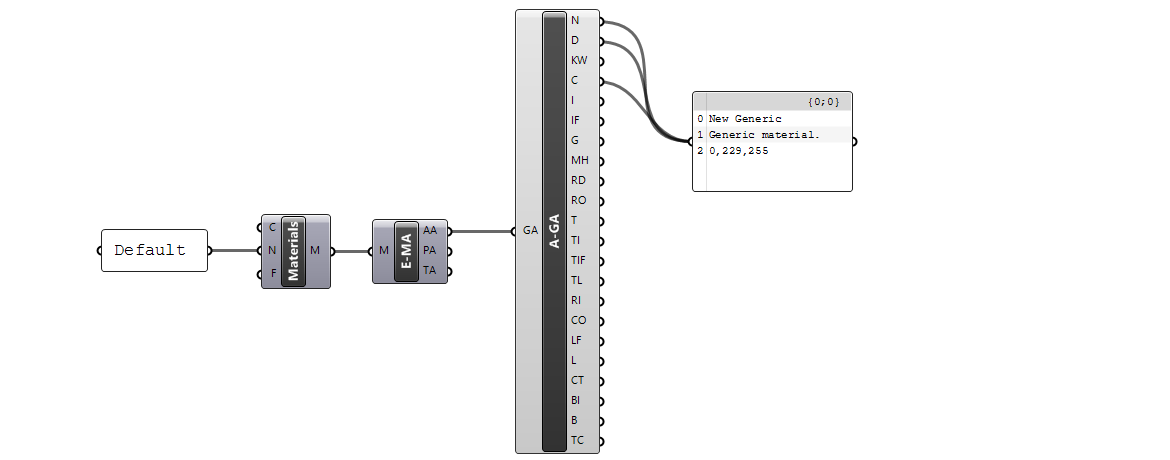 Default
C
N
F
Materials
M
M
E-MA
AA
PA
TA
GA
A-GA
N
D
KW
C
I
IF
G
MH
RD
RO
T
TI
TIF
TL
RI
CO
LF
L
CT
BI
B
TC
{0;0}
0 New Generic
1 Generic material.
2 0,229,255